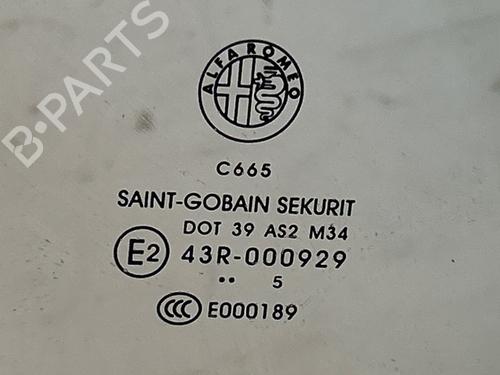 B-PARTS
ALFA ROMEO
C665
SAINT-GOBAIN SEKURIT
DOT 39 AS2 M34
E2 43R-000929
•• 5
CCC E000189